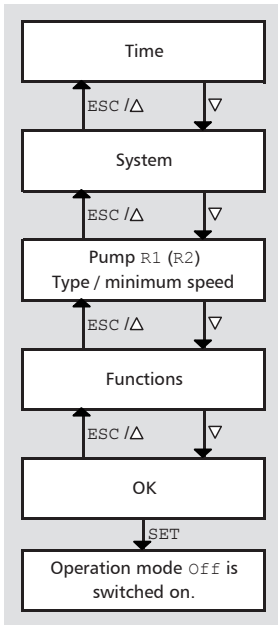 Time
ESC /△ ▽
System
ESC /△ ▽
Pump R1 (R2)
Type / minimum speed
ESC /△ ▽
Functions
ESC /△ ▽
OK
SET
Operation mode Off is
switched on.